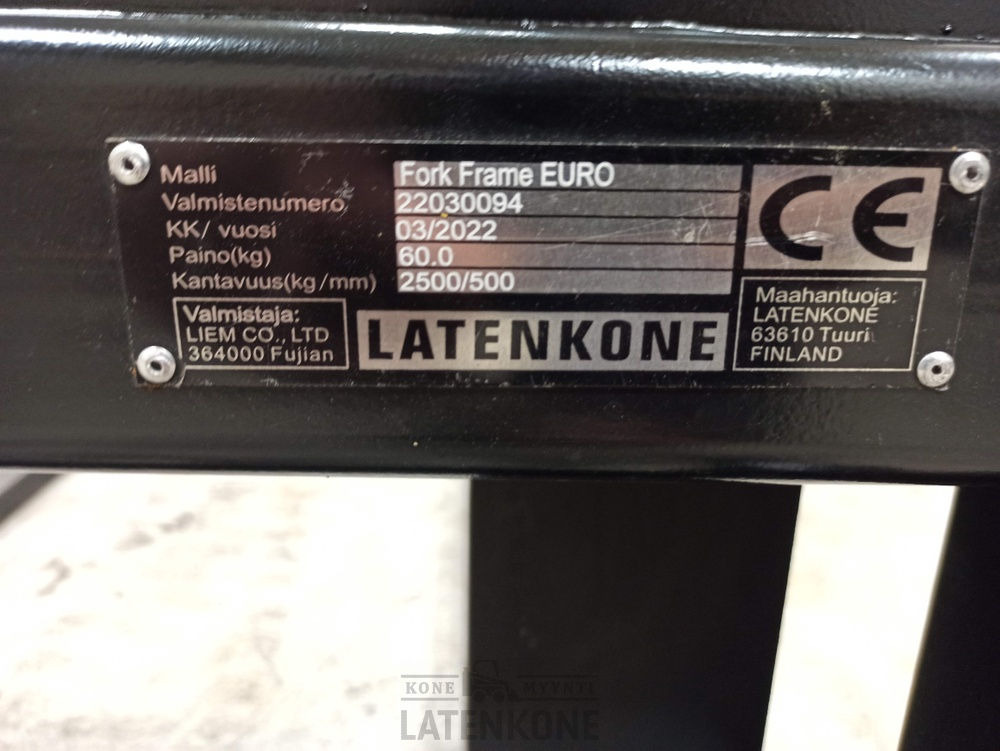 Malli Fork Frame EURO
Valmistenumero 22030094
KK/ vuosi 03/2022
Paino(kg) 60.0
Kantavuus(kg/mm) 2500/500
CE
Valmistaja:
LIEM CO., LTD
364000 Fujian
LATENKONE
Maahantuoja:
LATENKONE
63610 Tuuri
FINLAND
KONE MYYNTI
LATENKONE